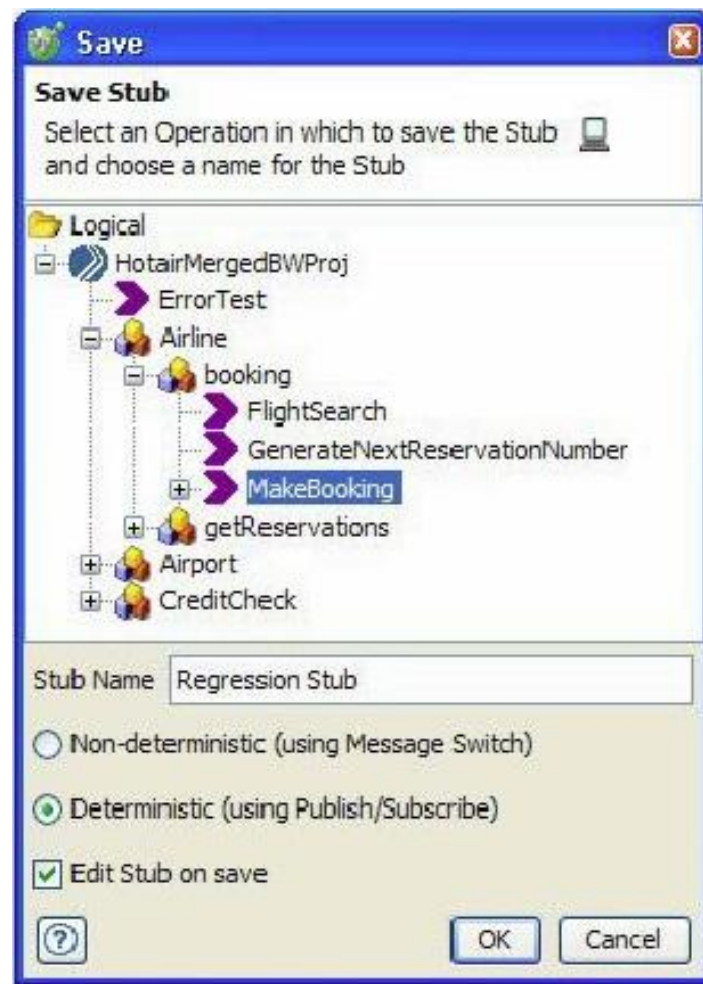 Save
Save Stub
Select an Operation in which to save the Stub
and choose a name for the Stub
Logical
HotairMergedBWProj
ErrorTest
Airline
booking
FlightSearch
GenerateNextReservationNumber
MakeBooking
getReservations
Airport
CreditCheck
Stub Name Regression Stub
Non-deterministic (using Message Switch)
Deterministic (using Publish/Subscribe)
Edit Stub on save
? OK Cancel